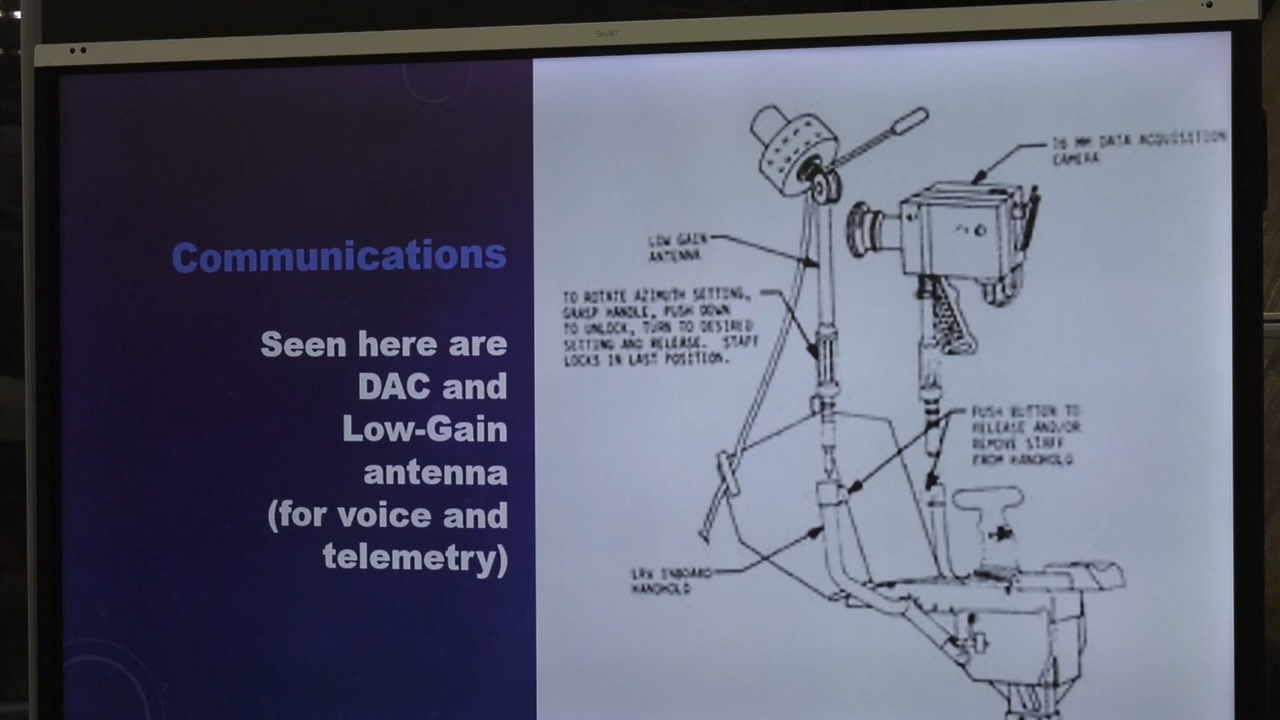 SMART
Communications
Seen here are
DAC and
Low-Gain
antenna
(for voice and
telemetry)
16 MM DATA ACQUISITION
CAMERA
LOW GAIN
ANTENNA
TO ROTATE AZIMUTH SETTING,
GRASP HANDLE, PUSH DOWN
TO UNLOCK, TURN TO DESIRED
SETTING AND RELEASE. STAFF
LOCKS IN LAST POSITION.
PUSH BUTTON TO
RELEASE AND/OR
REMOVE STAFF
FROM HANDHOLD
LRV INBOARD
HANDHOLD